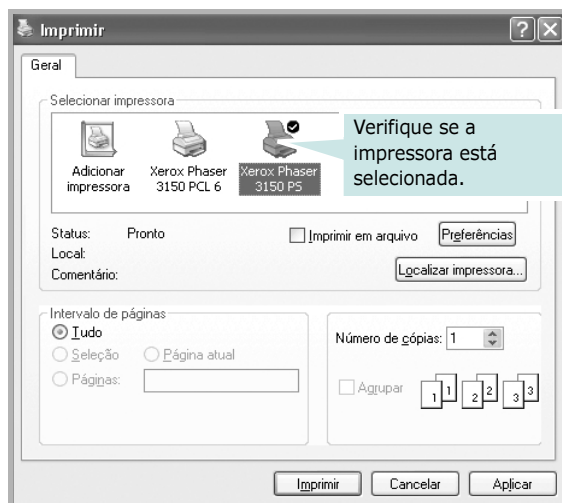 Imprimir
Geral
Selecionar impressora
Adicionar impressora
Xerox Phaser 3150 PCL 6
Xerox Phaser 3150 PS
Verifique se a
impressora está
selecionada.
Status: Pronto
Imprimir em arquivo
Preferências
Local:
Comentário:
Localizar impressora...
Intervalo de páginas
Tudo
Seleção
Página atual
Páginas:
Número de cópias: 1
Agrupar
1 1 2 2 3 3
Imprimir
Cancelar
Aplicar